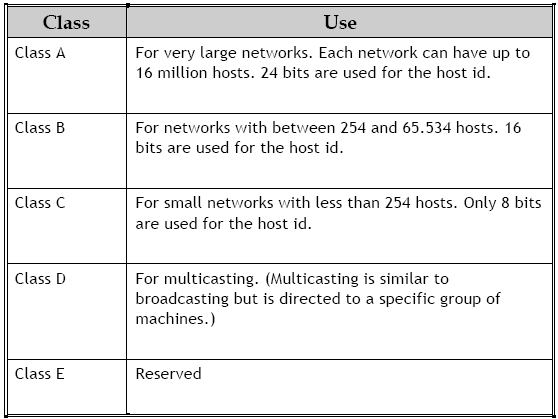 Class Use
Class A For very large networks. Each network can have up to
16 million hosts. 24 bits are used for the host id.
Class B For networks with between 254 and 65.534 hosts. 16
bits are used for the host id.
Class C For small networks with less than 254 hosts. Only 8 bits
are used for the host id.
Class D For multicasting. (Multicasting is similar to
broadcasting but is directed to a specific group of
machines.)
Class E Reserved